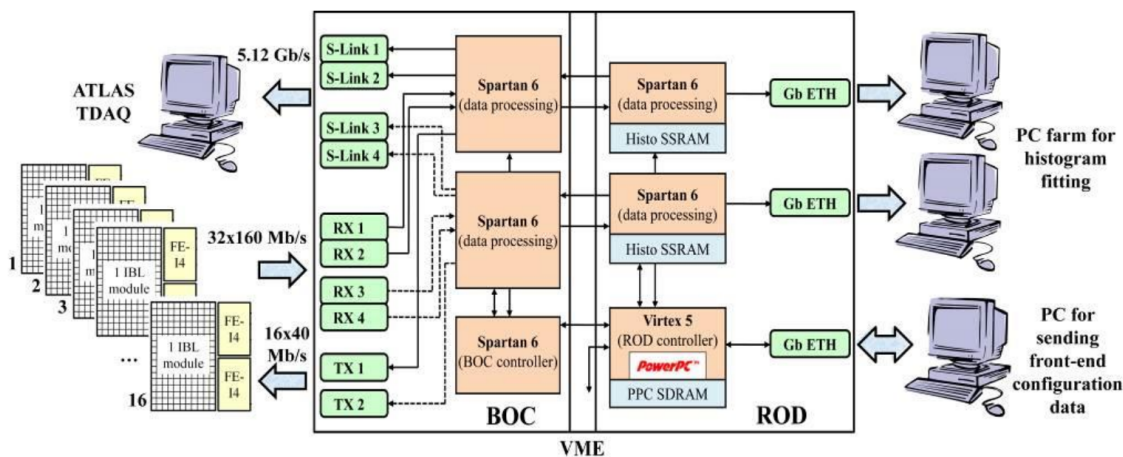 5.12 Gb/s
ATLAS
TDAQ
S-Link 1
S-Link 2
S-Link 3
S-Link 4
RX 1
RX 2
RX 3
RX 4
TX 1
TX 2
32x160 Mb/s
16x40
Mb/s
1
2
3
...
16
1 I
mo
FE-
1
mo
1 IBL
module
FE-
I4
1 IBL
module
FE-
I4
FE-
I4
Spartan 6
(data processing)
Spartan 6
(data processing)
Spartan 6
(BOC controller)
BOC
Spartan 6
(data processing)
Histo SSRAM
Spartan 6
(data processing)
Histo SSRAM
Virtex 5
(ROD controller)
PowerPC™
PPC SDRAM
ROD
VME
Gb ETH
Gb ETH
Gb ETH
PC farm for
histogram
fitting
PC for
sending
front-end
configuration
data